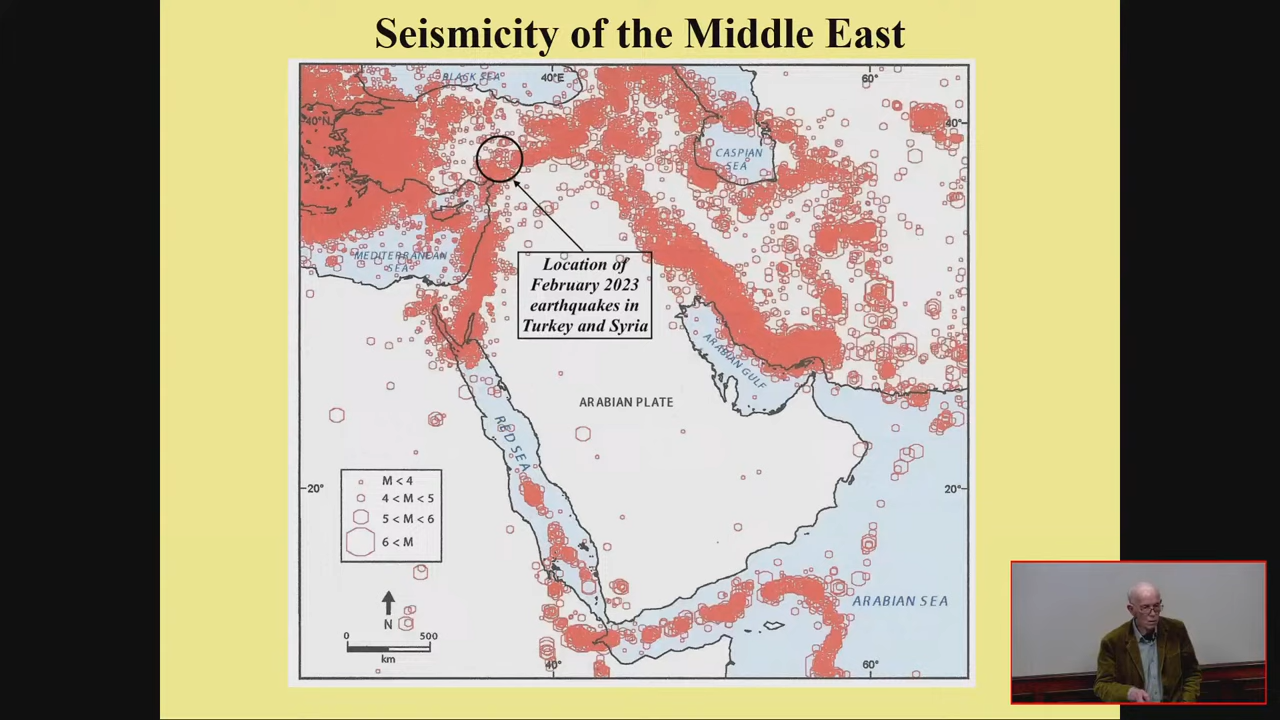 Seismicity of the Middle East
BLACK SEA
40°E
60°
40°N
40°
CASPIAN
SEA
MEDITERRANEAN
SEA
Location of
February 2023
earthquakes in
Turkey and Syria
ARABIAN GULF
ARABIAN PLATE
RED SEA
M < 4
4 < M < 5
5 < M < 6
6 < M
20°
20°
ARABIAN SEA
N
0 500
km
40°
60°